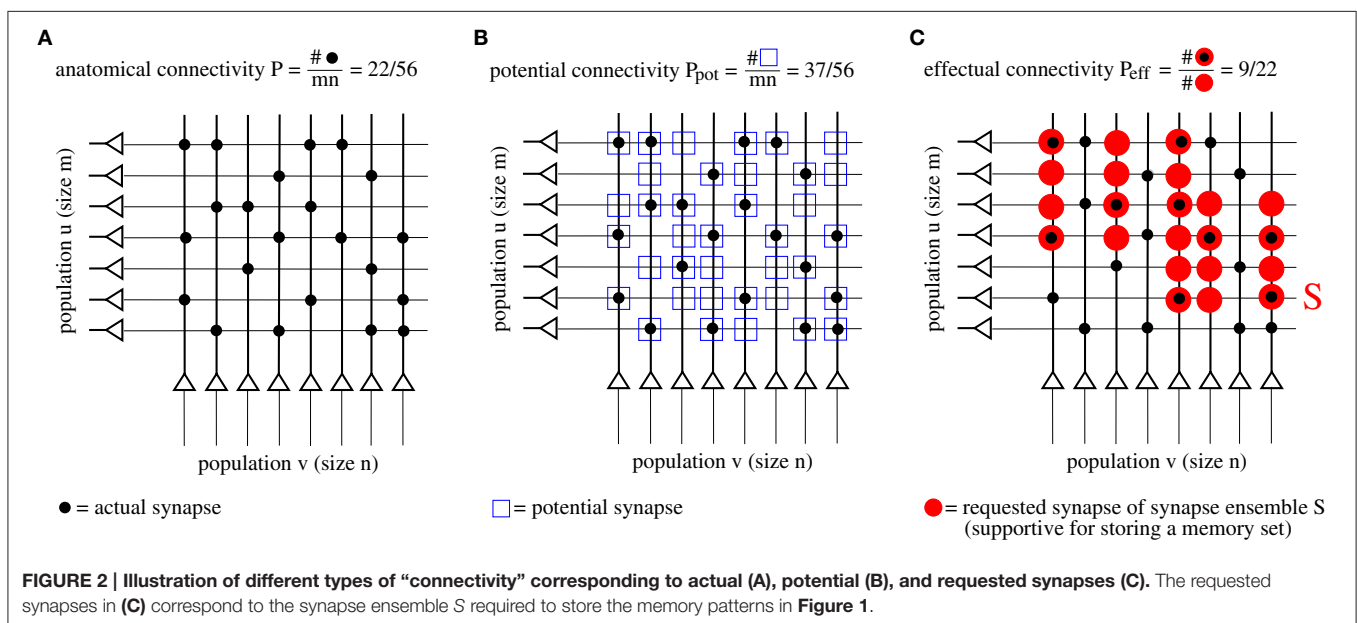 A
anatomical connectivity P = #● / mn = 22/56
population u (size m)
population v (size n)
● = actual synapse
B
potential connectivity Ppot = #□ / mn = 37/56
population u (size m)
population v (size n)
□ = potential synapse
C
effectual connectivity Peff = # / # = 9/22
population u (size m)
S
population v (size n)
= requested synapse of synapse ensemble S
(supportive for storing a memory set)
FIGURE 2 | Illustration of different types of “connectivity” corresponding to actual (A), potential (B), and requested synapses (C). The requested
synapses in (C) correspond to the synapse ensemble S required to store the memory patterns in Figure 1.